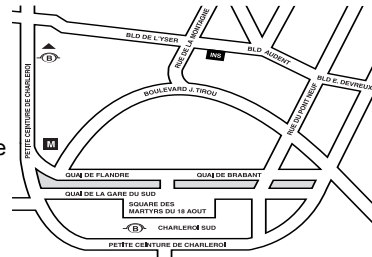 BLD DE L'YSER
RUE DE LA MONTAGNE
INS
BLD AUDENT
B
BLD E. DEVREUX
PETITE CEINTURE DE CHARLEROI
BOULEVARD J. TIROU
RUE DU PONT NEUF
M
e
QUAI DE FLANDRE
QUAI DE BRABANT
QUAI DE LA GARE DU SUD
SQUARE DES
MARTYRS DU 18 AOUT
B
CHARLEROI SUD
PETITE CEINTURE DE CHARLEROI